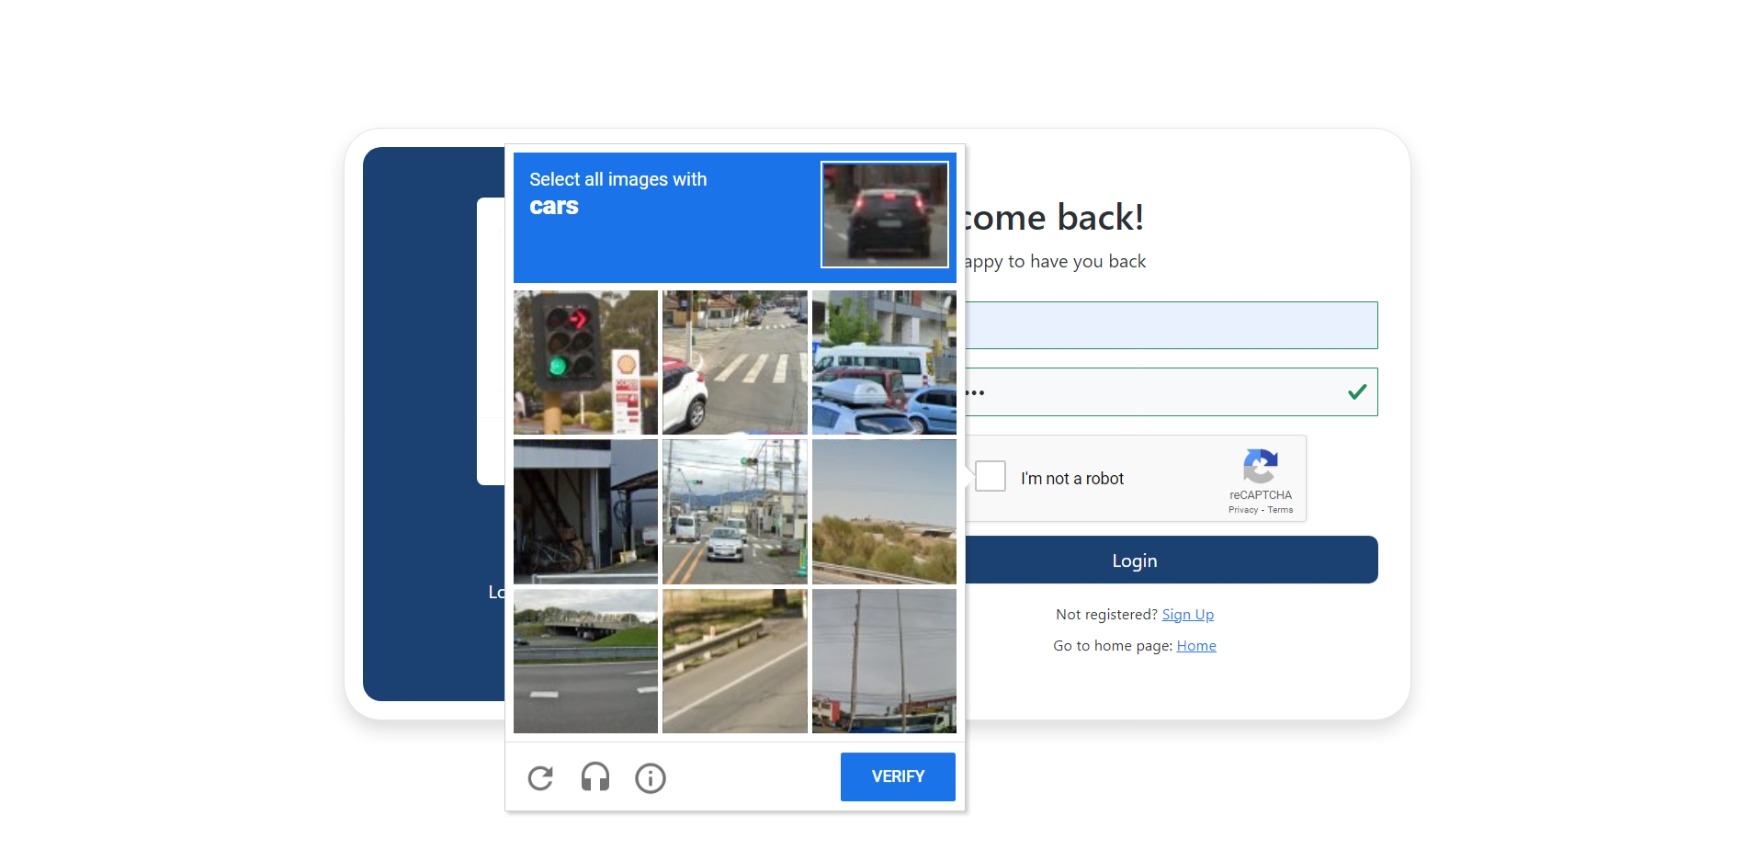 Select all images with
cars
come back!
appy to have you back
•••
I'm not a robot
reCAPTCHA
Privacy - Terms
Login
Lo
Not registered? Sign Up
Go to home page: Home
VERIFY